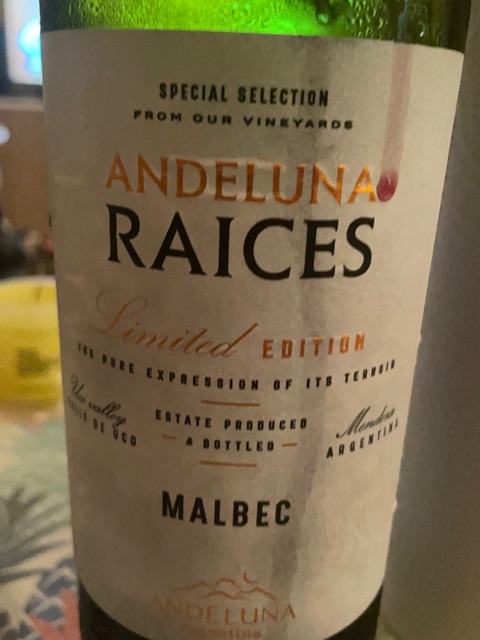 SPECIAL SELECTION
FROM OUR VINEYARDS
ANDELUNA
RAICES
Limited EDITION
THE PURE EXPRESSION OF ITS TERROIR
Uco valley
VALLE DE UCO
ESTATE PRODUCED
& BOTTLED
Mendoza
ARGENTINA
MALBEC
ANDELUNA